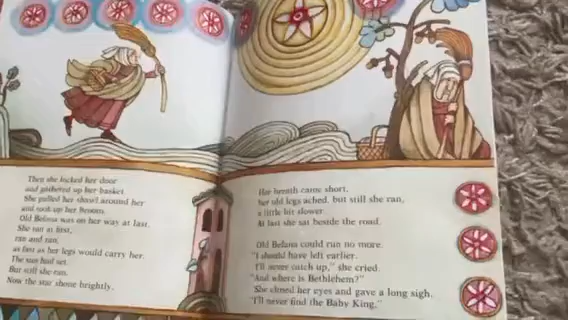 Then she locked her door
and gathered up her basket.
She pulled her shawl around her
and took up her broom.
Old Befana was on her way at last.
She ran at first,
ran and ran,
as fast as her legs would carry her.
The sun had set.
But still she ran.
Now the star shone brightly.
Her breath came short,
her old legs ached, but still she ran,
a little bit slower.
At last she sat beside the road.
Old Befana could run no more.
"I should have left earlier.
I'll never catch up," she cried.
"And where is Bethlehem?"
She closed her eyes and gave a long sigh.
"I'll never find the Baby King."